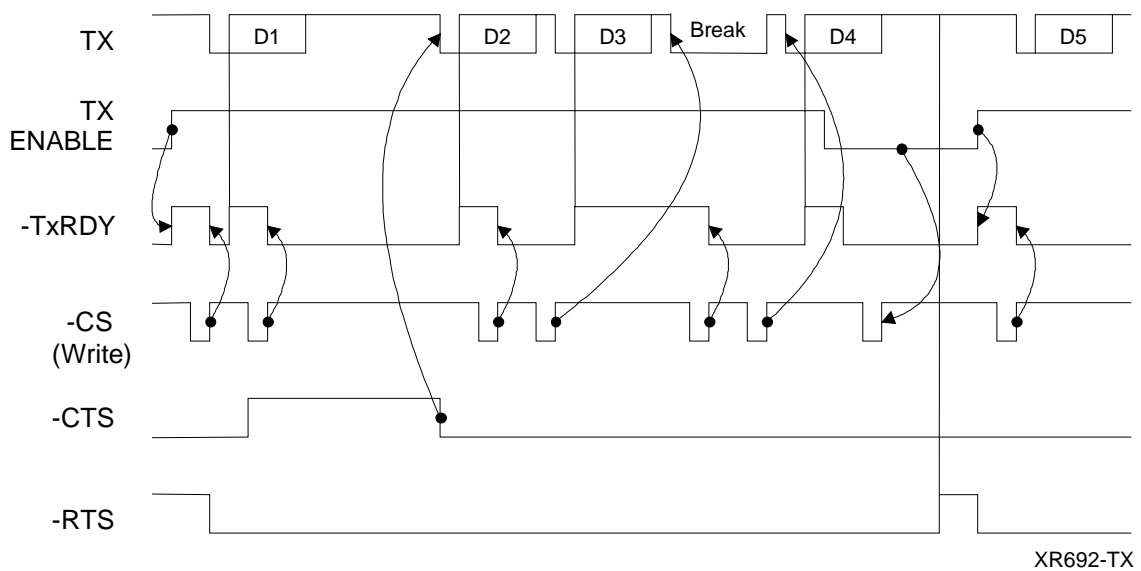 TX
D1
D2
D3
Break
D4
D5
TX
ENABLE
-TxRDY
-CS
(Write)
-CTS
-RTS
XR692-TX